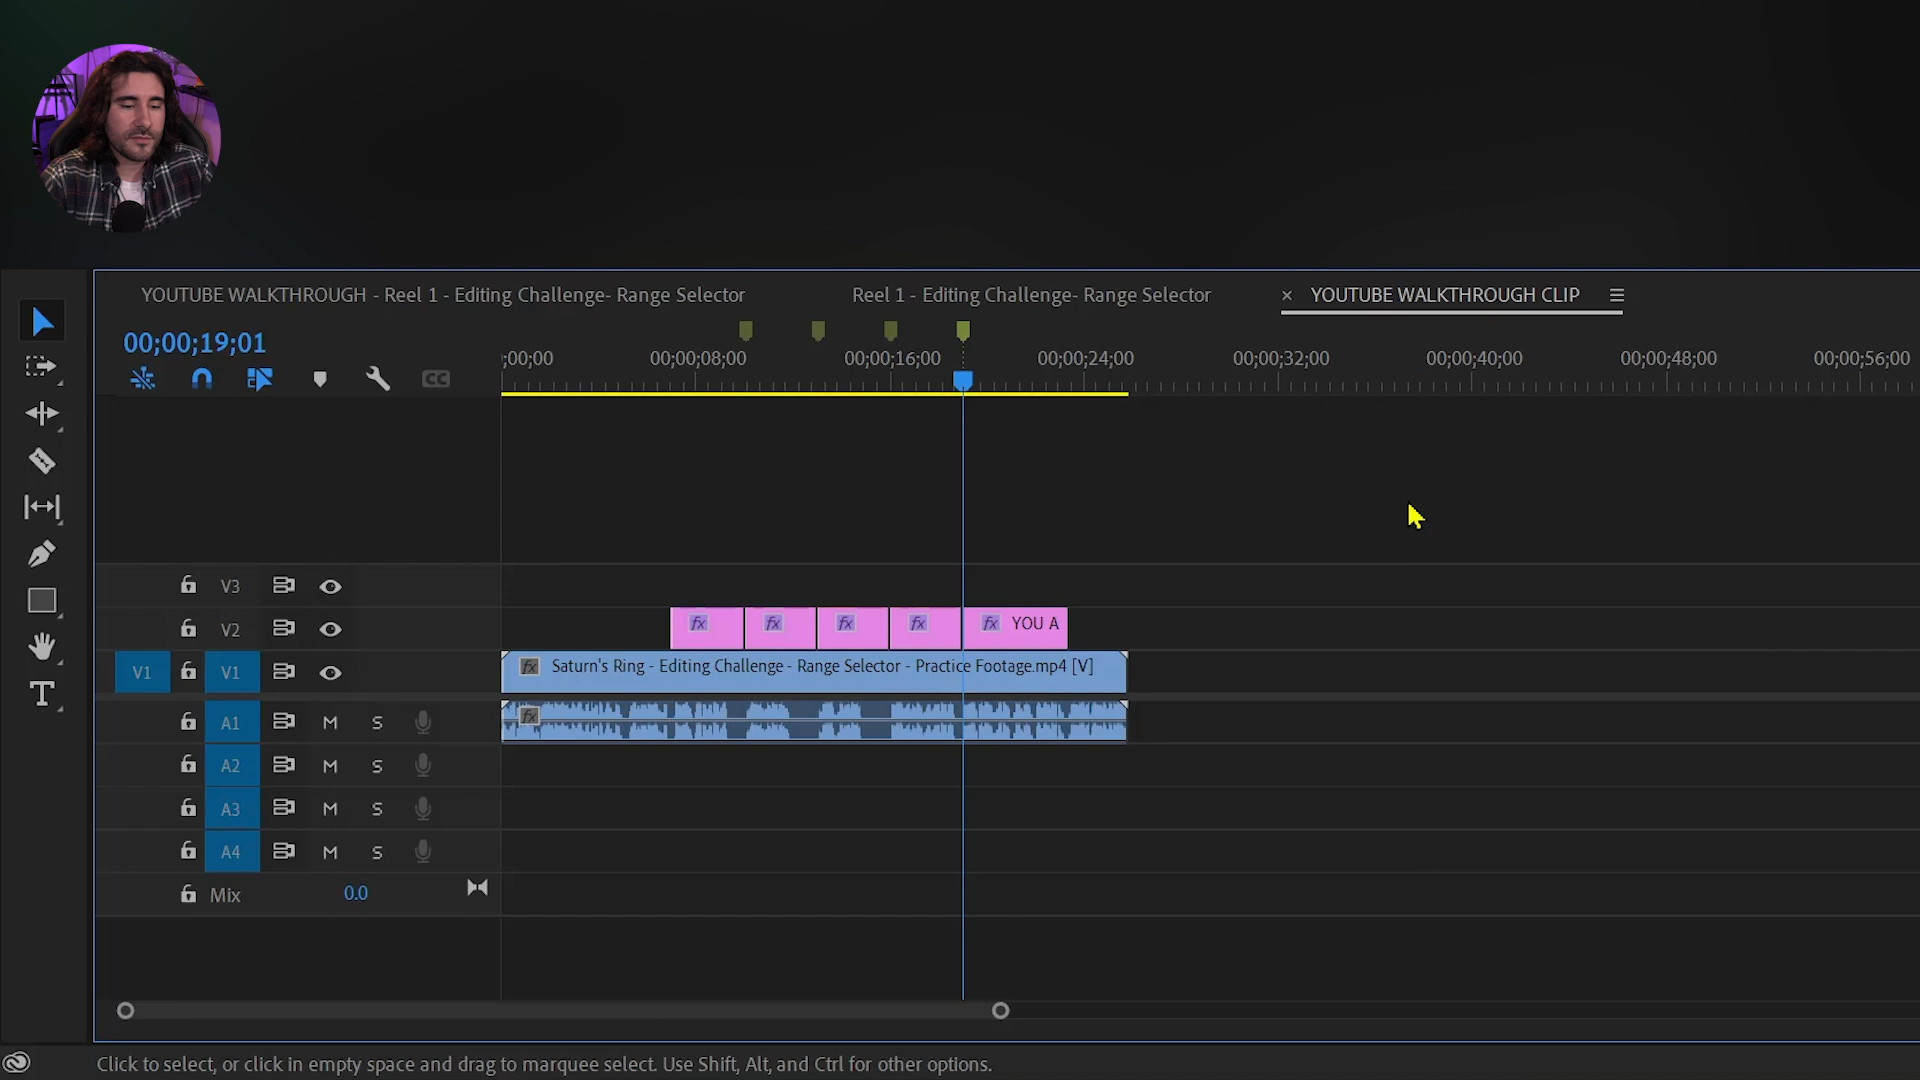 YOUTUBE WALKTHROUGH - Reel 1 - Editing Challenge- Range Selector
Reel 1 - Editing Challenge- Range Selector
× YOUTUBE WALKTHROUGH CLIP
00;00;19;01
;00;00
00;00;08;00
00;00;16;00
00;00;24;00
00;00;32;00
00;00;40;00
00;00;48;00
00;00;56;00
CC
V3
V2
fx
fx
fx
fx
fx YOU A
V1
V1
fx Saturn's Ring - Editing Challenge - Range Selector - Practice Footage.mp4 [V]
A1 M S
fx
A2 M S
A3 M S
A4 M S
Mix 0.0
T
Click to select, or click in empty space and drag to marquee select. Use Shift, Alt, and Ctrl for other options.